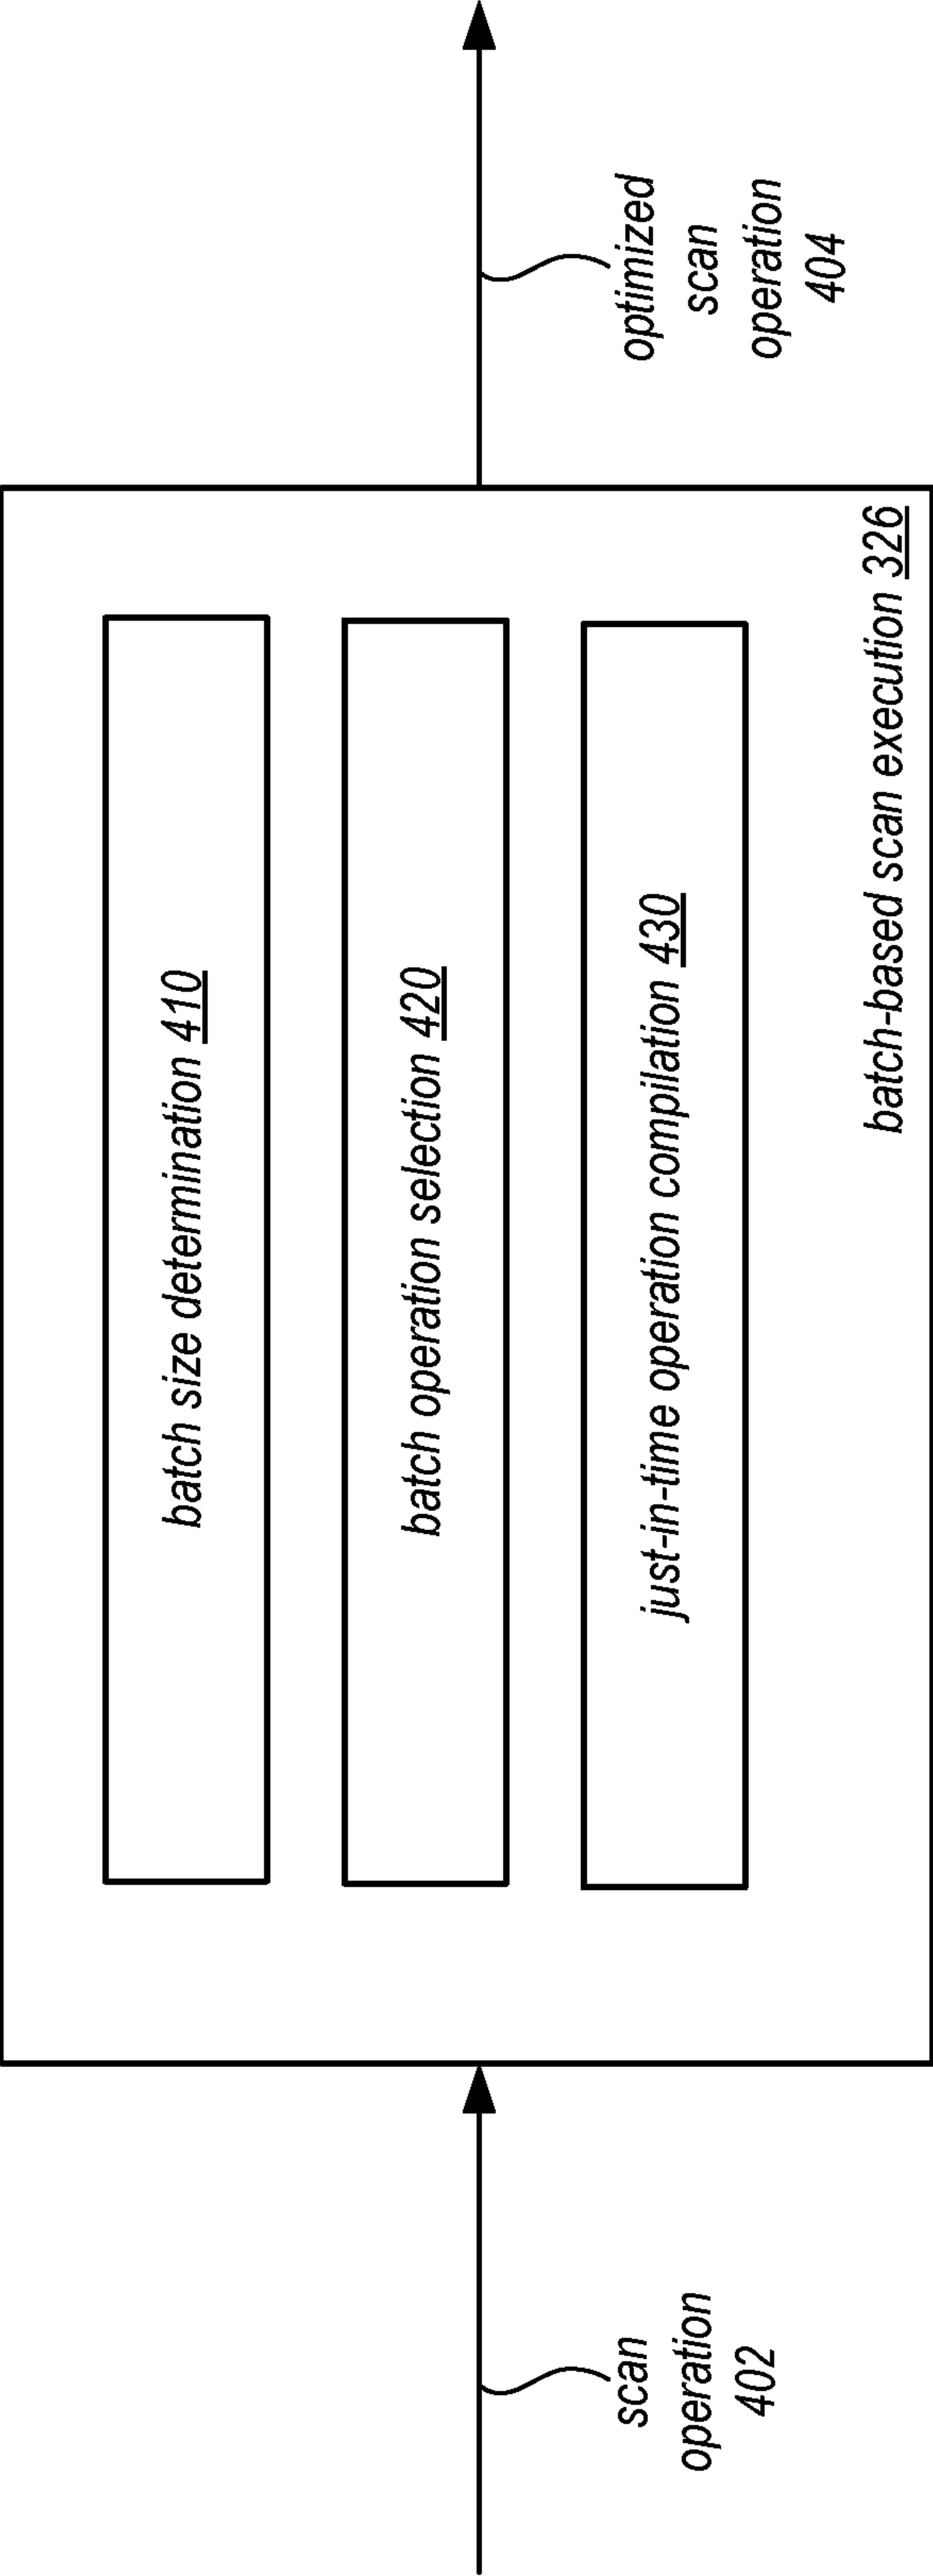 scan
operation
402
batch size determination 410
batch operation selection 420
just-in-time operation compilation 430
batch-based scan execution 326
optimized
scan
operation
404